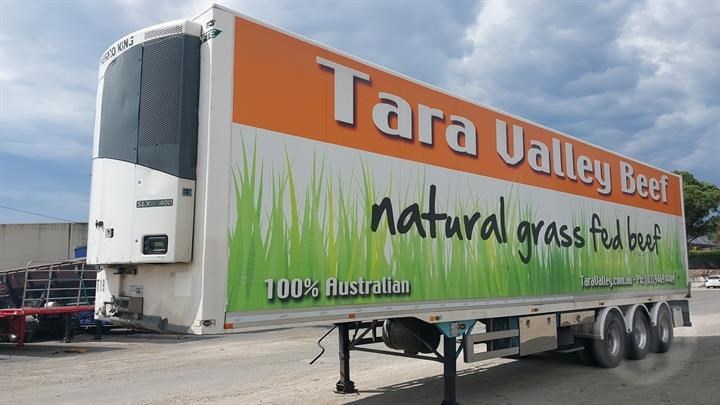 THERMO KING
Tara Valley Beef
natural grass fed beef
SLXe 400
100% Australian
TaraValley.com.au